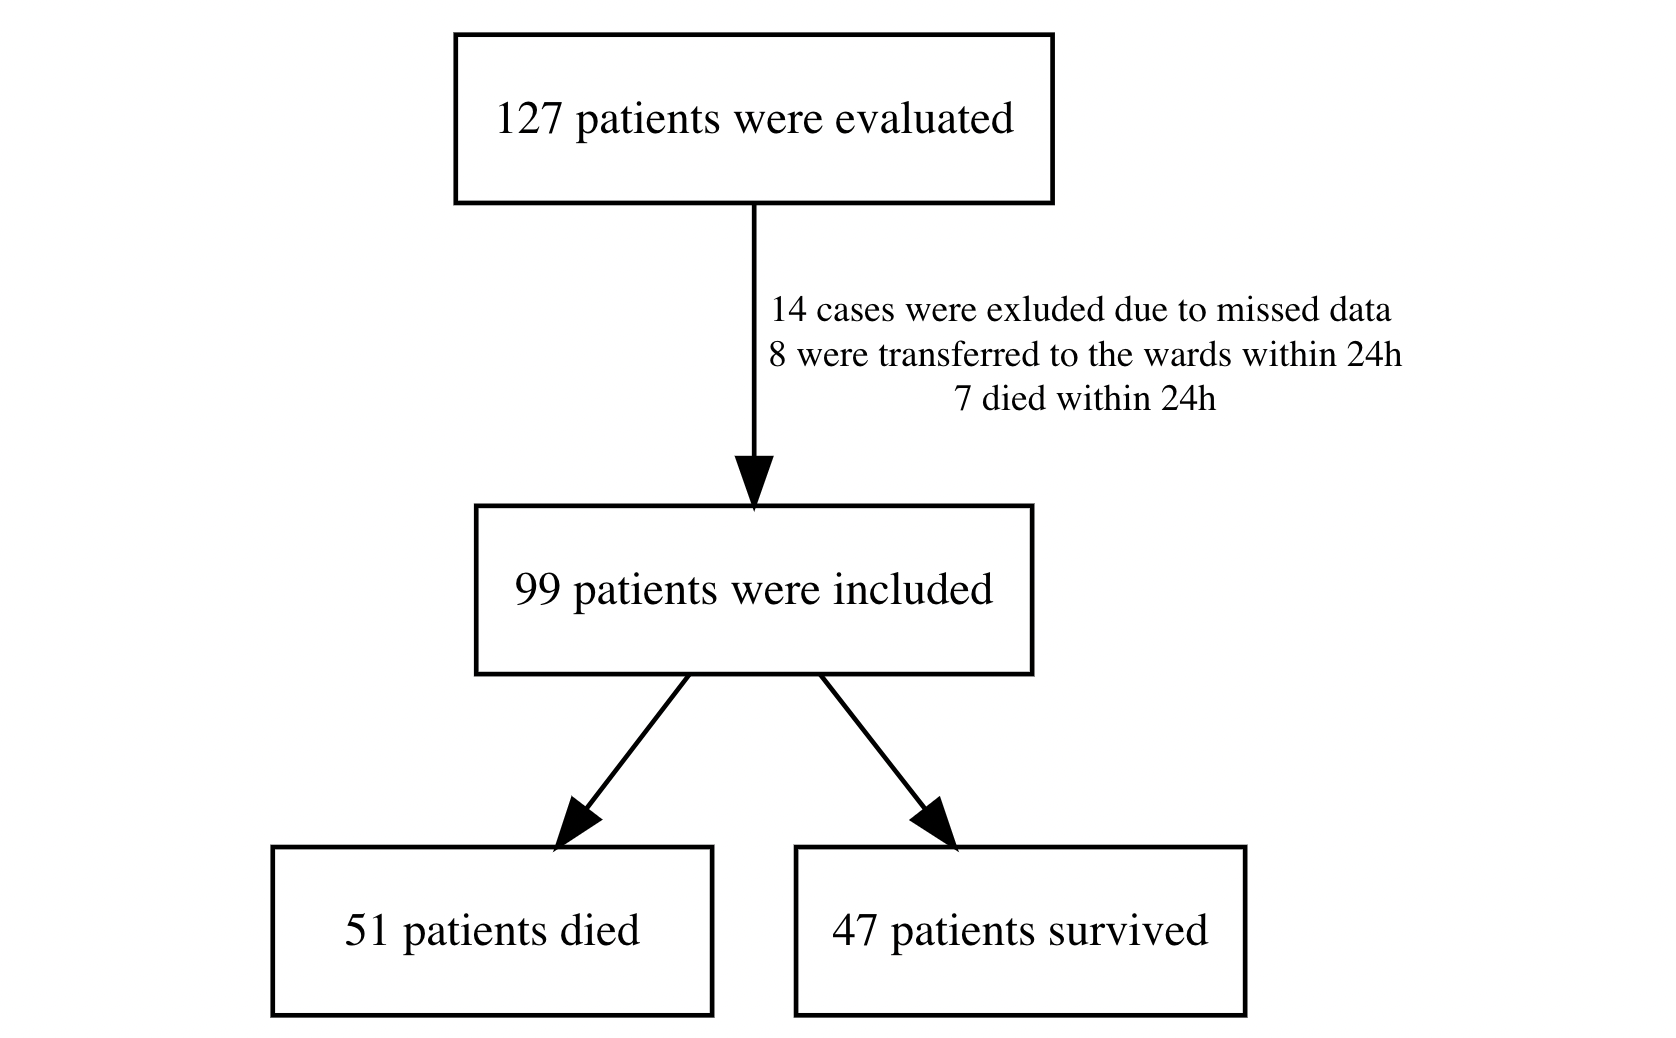 127 patients were evaluated
14 cases were exluded due to missed data
8 were transferred to the wards within 24h
7 died within 24h
99 patients were included
51 patients died
47 patients survived